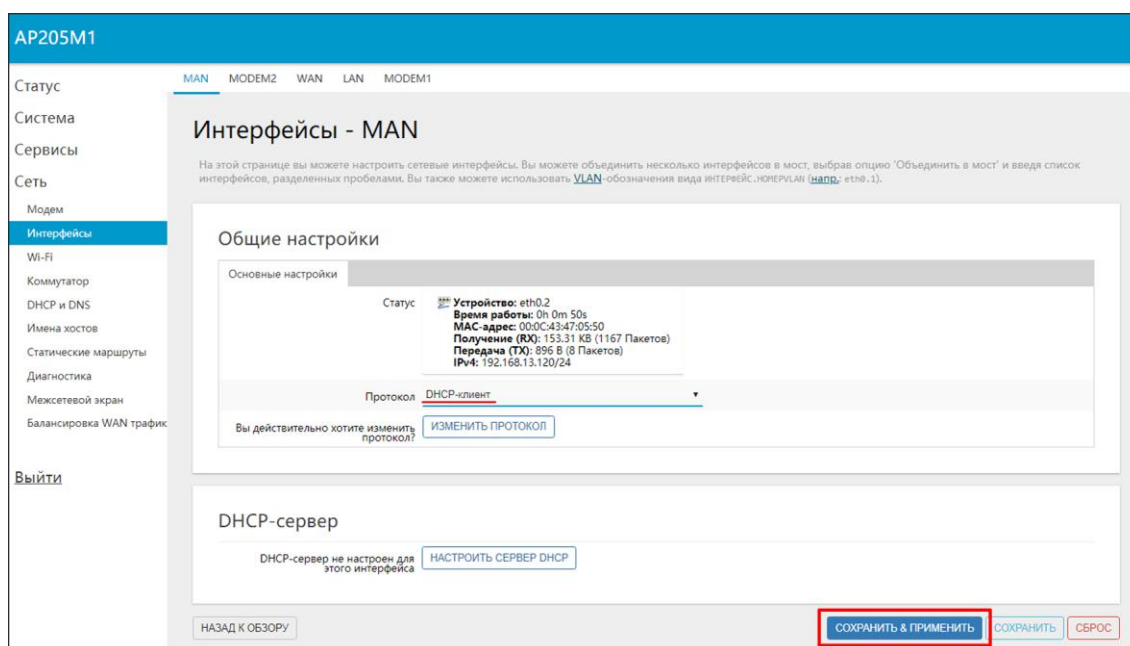 AP205M1
Статус
Система
Сервисы
Сеть
Модем
Интерфейсы
Wi-Fi
Коммутатор
DHCP и DNS
Имена хостов
Статические маршруты
Диагностика
Межсетевой экран
Балансировка WAN трафик
Выйти
MAN MODEM2 WAN LAN MODEM1
Интерфейсы - MAN
На этой странице вы можете настроить сетевые интерфейсы. Вы можете объединить несколько интерфейсов в мост, выбрав опцию 'Объединить в мост' и введя список
интерфейсов, разделенных пробелами. Вы также можете использовать VLAN-обозначения вида ИНТЕРФЕЙС.НОМЕРVLAN (напр.: eth0.1).
Общие настройки
Основные настройки
Статус
Устройство: eth0.2
Время работы: 0h 0m 50s
MAC-адрес: 00:0C:43:47:05:50
Получение (RX): 153.31 KB (1167 Пакетов)
Передача (TX): 896 B (8 Пакетов)
IPv4: 192.168.13.120/24
Протокол DHCP-клиент
Вы действительно хотите изменить
протокол?
ИЗМЕНИТЬ ПРОТОКОЛ
DHCP-сервер
DHCP-сервер не настроен для
этого интерфейса
НАСТРОИТЬ СЕРВЕР DHCP
НАЗАД К ОБЗОРУ СОХРАНИТЬ & ПРИМЕНИТЬ СОХРАНИТЬ СБРОС